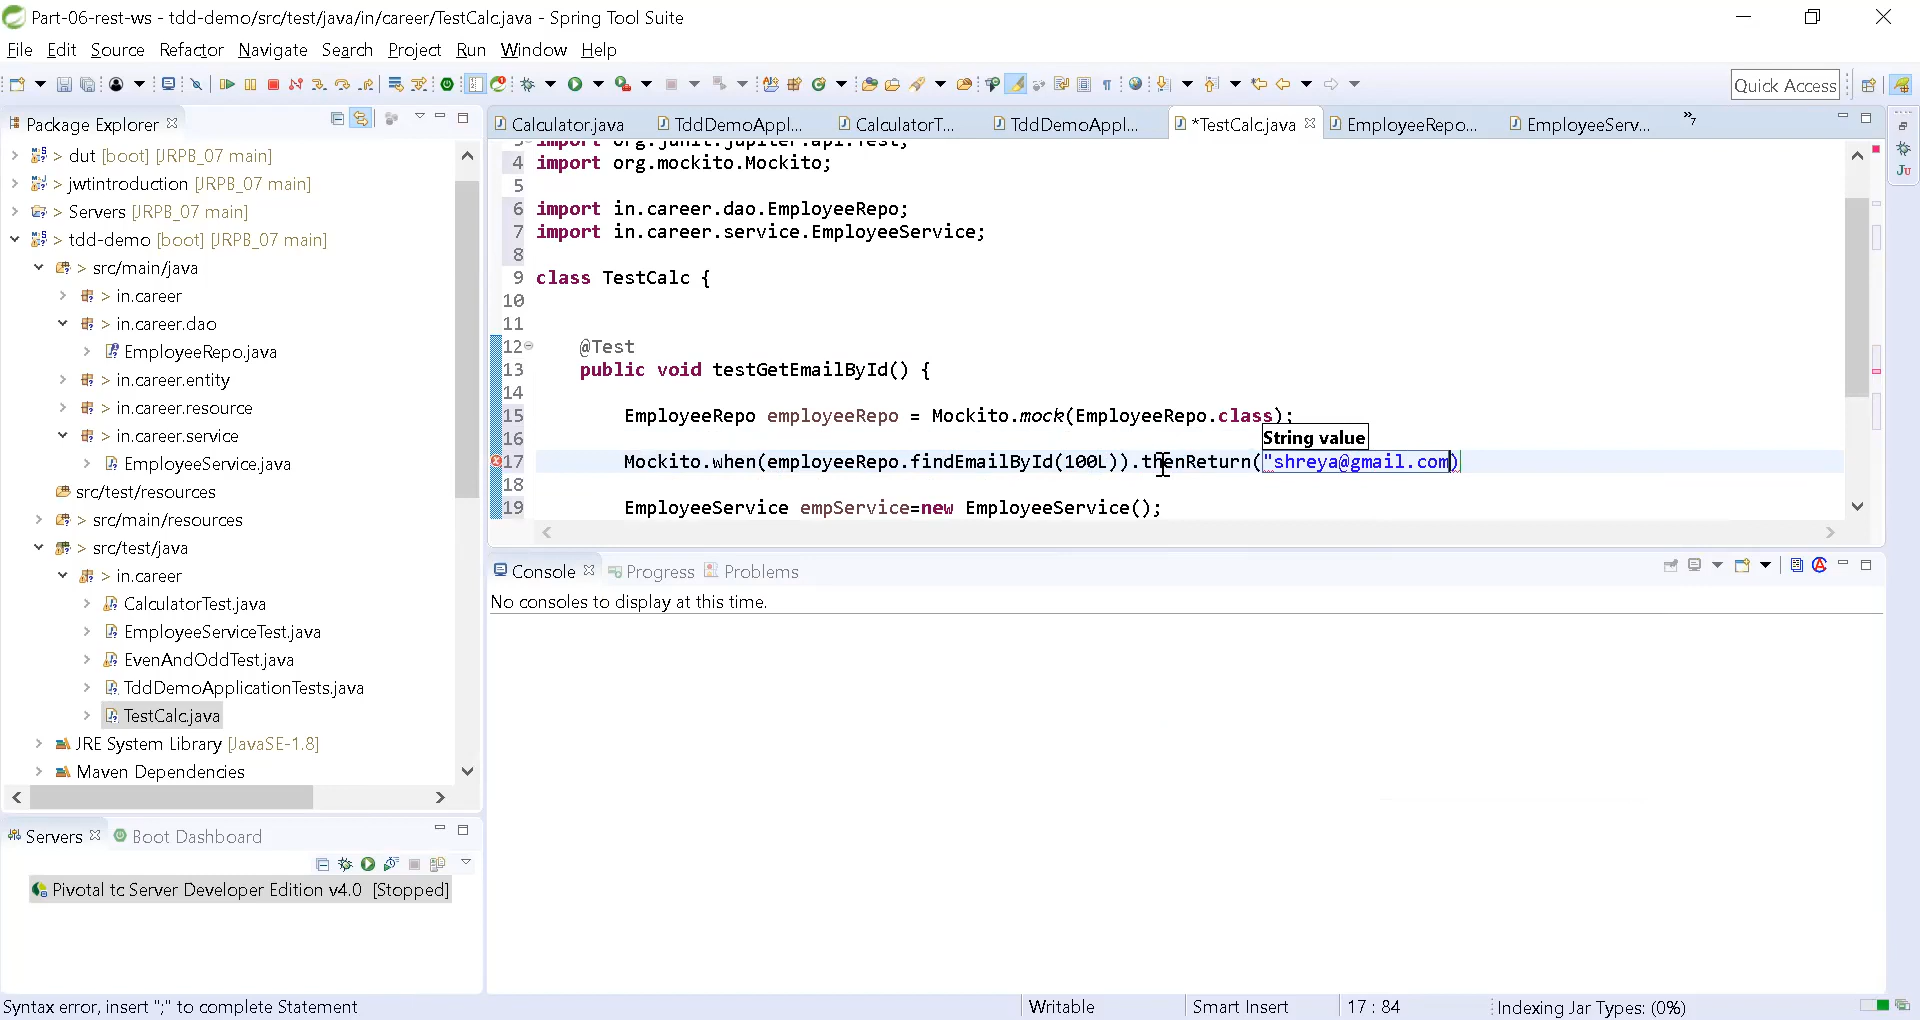 Part-06-rest-ws - tdd-demo/src/test/java/in/career/TestCalc.java - Spring Tool Suite
File Edit Source Refactor Navigate Search Project Run Window Help
Quick Access
Package Explorer
> dut [boot] [JRPB_07 main]
> jwtintroduction [JRPB_07 main]
> Servers [JRPB_07 main]
> tdd-demo [boot] [JRPB_07 main]
> src/main/java
> in.career
> in.career.dao
EmployeeRepo.java
> in.career.entity
> in.career.resource
> in.career.service
EmployeeService.java
src/test/resources
> src/main/resources
> src/test/java
> in.career
CalculatorTest.java
EmployeeServiceTest.java
EvenAndOddTest.java
TddDemoApplicationTests.java
TestCalc.java
JRE System Library [JavaSE-1.8]
Maven Dependencies
Servers Boot Dashboard
Pivotal tc Server Developer Edition v4.0 [Stopped]
Calculator.java TddDemoAppl... CalculatorT... TddDemoAppl... *TestCalc.java EmployeeRepo... EmployeeServ... »7
3 import org.junit.jupiter.api.Test;
4 import org.mockito.Mockito;
5
6 import in.career.dao.EmployeeRepo;
7 import in.career.service.EmployeeService;
8
9 class TestCalc {
10
11
12 @Test
13 public void testGetEmailById() {
14
15 EmployeeRepo employeeRepo = Mockito.mock(EmployeeRepo.class);
16
String value
17 Mockito.when(employeeRepo.findEmailById(100L)).thenReturn("shreya@gmail.com)
18
19 EmployeeService empService=new EmployeeService();
Console Progress Problems
No consoles to display at this time.
JU
Syntax error, insert ";" to complete Statement Writable Smart Insert 17 : 84 Indexing Jar Types: (0%)